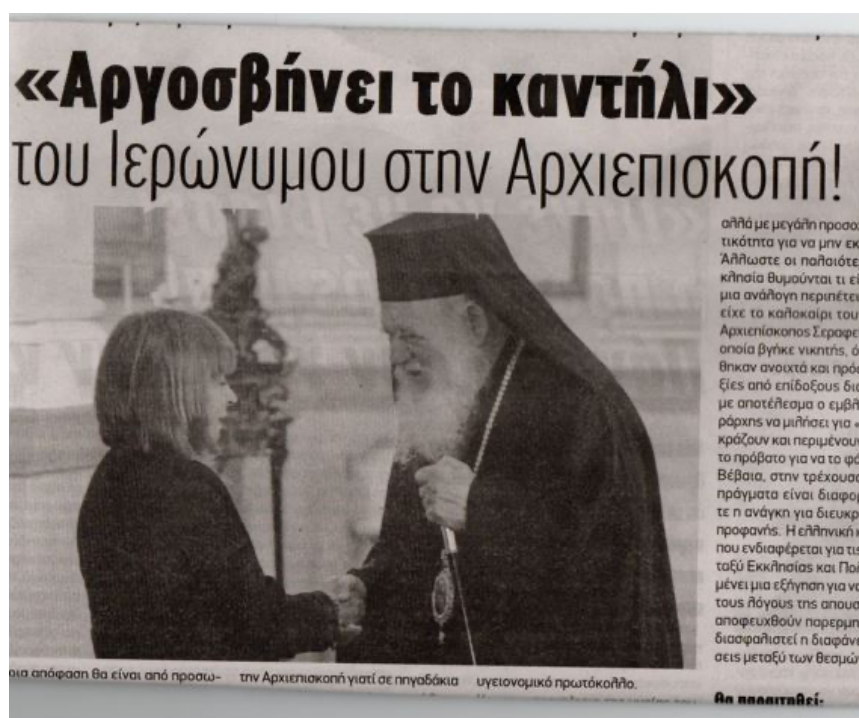 «Αργοσβήνει το καντήλι»
του Ιερώνυμου στην Αρχιεπισκοπή!
αλλά με μεγάλη προσο
τικότητα για να μην εκ
Άλλωστε οι παλαιότε
κλησία θυμούνται τι εί
μια ανάλογη περιπέτε
είχε το καλοκαίρι του
Αρχιεπίσκοπος Σεραφε
οποία βγήκε νικητής, ό
θηκαν ανοιχτά και πρό
ξίες από επίδοξους δια
με αποτέλεσμα ο εμβλ
ράρχης να μιλήσει για «
κράζουν και περιμένουν
το πρόβατο για να το φά
Βέβαια, στην τρέχουσα
πράγματα είναι διαφορ
τε η ανάγκη για διευκρ
προφανής. Η ελληνική κ
που ενδιαφέρεται για τις
ταξύ Εκκλησίας και Πολ
μένει μια εξήγηση για να
τους λόγους της απουσ
αποφευχθούν παρερμη
διασφαλιστεί η διαφάνε
σεις μεταξύ των θεσμών
οια απόφαση θα είναι από προσω-
την Αρχιεπισκοπή γιατί σε πηγαδάκια
υγειονομικό πρωτόκολλο.
Θα παραιτηθεί;